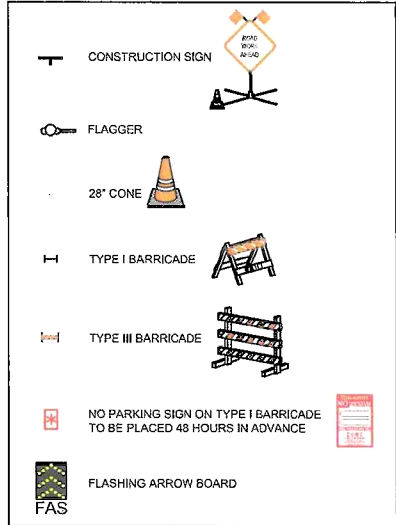 CONSTRUCTION SIGN
ROAD
WORK
AHEAD
FLAGGER
28" CONE
TYPE I BARRICADE
TYPE III BARRICADE
NO PARKING SIGN ON TYPE I BARRICADE
TO BE PLACED 48 HOURS IN ADVANCE
FLASHING ARROW BOARD
FAS